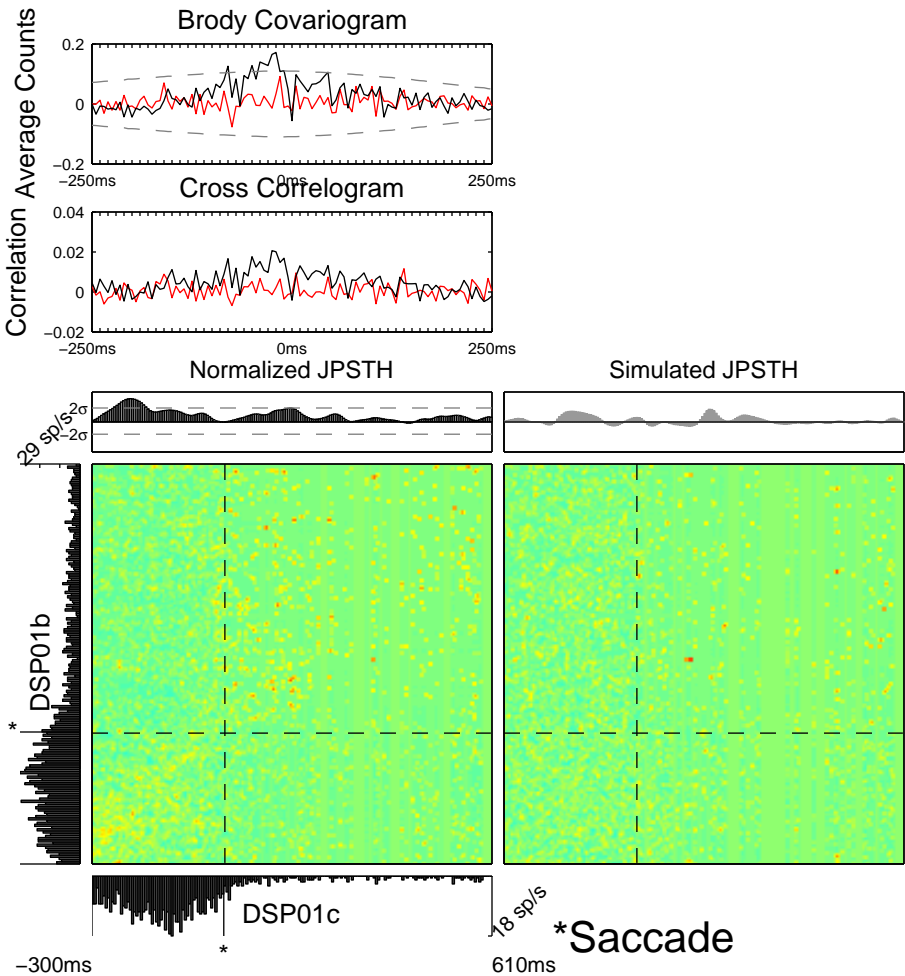 Brody Covariogram
Average Counts
0.2
0
−0.2
−250ms 0ms 250ms
Cross Correlogram
Correlation
0.04
0.02
0
−0.02
−250ms 0ms 250ms
Normalized JPSTH
Simulated JPSTH
29 sp/s
2σ
−2σ
DSP01b
*
DSP01c
*
18 sp/s
*Saccade
−300ms
610ms